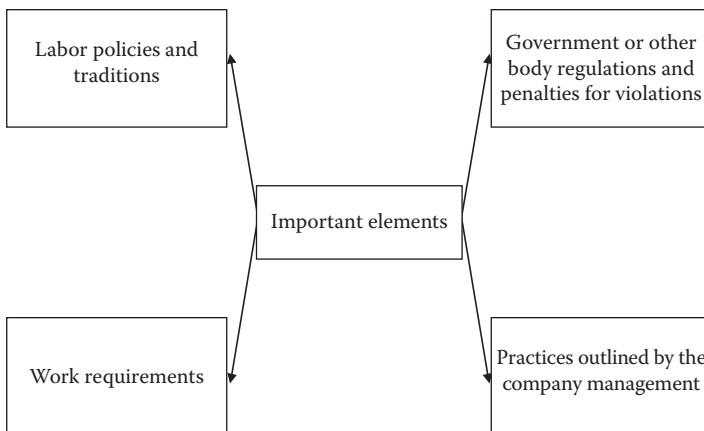 Labor policies and
traditions
Government or other
body regulations and
penalties for violations
Important elements
Work requirements
Practices outlined by the
company management